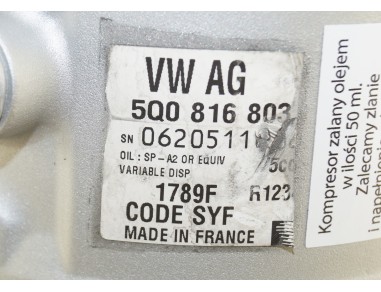 VW AG
5Q0 816 803
SN 0620511
OIL: SP-A2 OR EQUIV
VARIABLE DISP
1789F R123
CODE SYF
MADE IN FRANCE
Kompresor zalany olejem
w ilości 50 ml.
Zalecamy zlanie